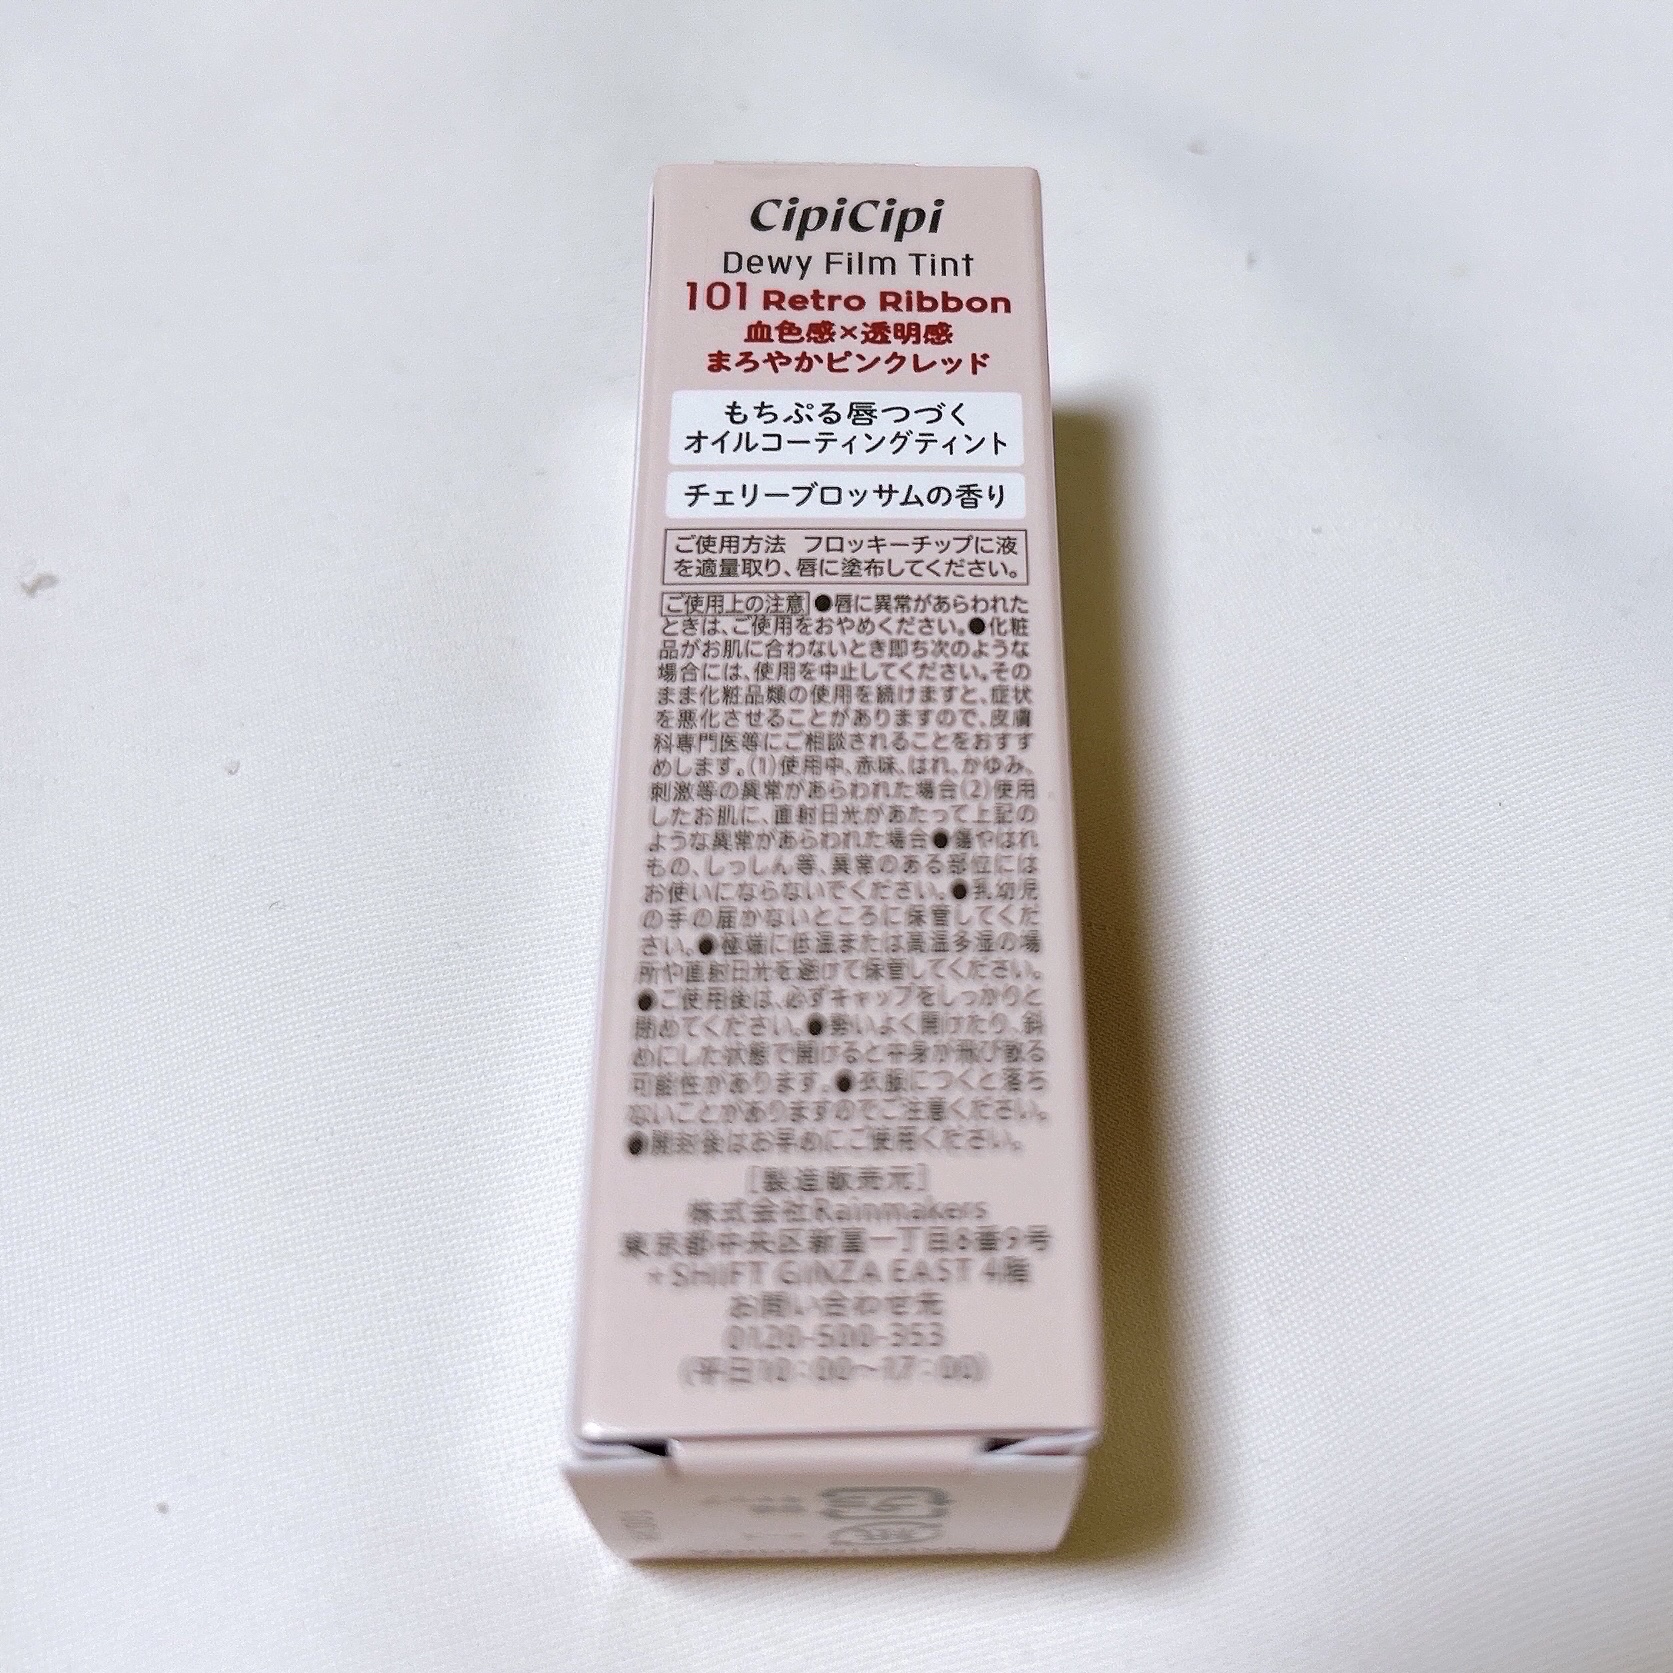 CipiCipi
Dewy Film Tint
101 Retro Ribbon
血色感×透明感
まろやかピンクレッド
もちぷる唇つづく
オイルコーティングティント
チェリーブロッサムの香り
ご使用方法 フロッキーチップに液
を適量取り、唇に塗布してください。
ご使用上の注意 ●唇に異常があらわれた
ときは、ご使用をおやめください。●化粧
品がお肌に合わないとき即ち次のような
場合には、使用を中止してください。その
まま化粧品類の使用を続けますと、症状
を悪化させることがありますので、皮膚
科専門医等にご相談されることをおすす
めします。(1)使用中、赤味、はれ、かゆみ、
刺激等の異常があらわれた場合(2)使用
したお肌に、直射日光があたって上記の
ような異常があらわれた場合●傷やはれ
もの、しっしん等、異常のある部位には
お使いにならないでください。●乳幼児
の手の届かないところに保管してくだ
さい。●極端に低温または高温多湿の場
所や直射日光を避けて保管してください。
●ご使用後は、必ずキャップをしっかりと
閉めてください。●勢いよく開けたり、斜
めにした状態で開けると中身が飛び散る
可能性があります。●衣服につくと落ち
ないことがありますのでご注意ください。
●開封後はお早めにご使用ください。
[製造販売元]
株式会社Rainmakers
東京都中央区新富一丁目8番9号
+SHIFT GINZA EAST 4階
お問い合わせ先
0120-500-353
(平日10:00~17:00)